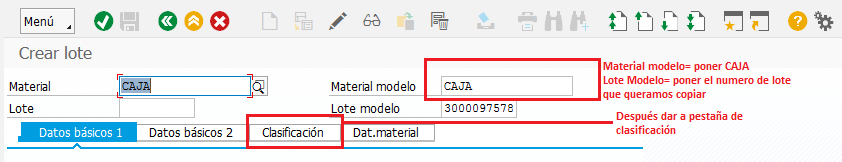 Menú
Crear lote
Material CAJA Material modelo CAJA
Lote Lote modelo 3000097578
Material modelo= poner CAJA
Lote Modelo= poner el numero de lote
que queramos copiar
Datos básicos 1 Datos básicos 2 Clasificación Dat.material
Después dar a pestaña de
clasificación